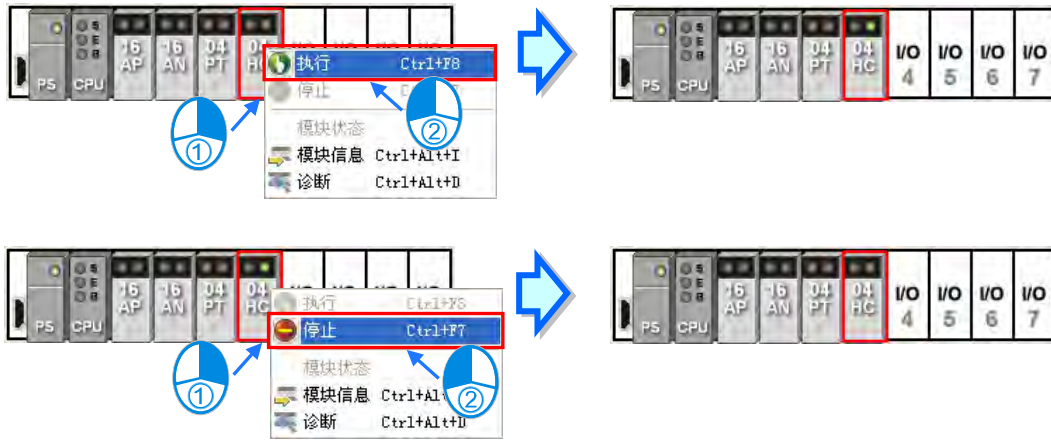 PS CPU 16 AP 16 AN 04 PT 04 HC
执行 Ctrl+F8
停止
模块状态
模块信息 Ctrl+Alt+I
诊断 Ctrl+Alt+D
① ②
PS CPU 16 AP 16 AN 04 PT 04 HC I/O 4 I/O 5 I/O 6 I/O 7
PS CPU 16 AP 16 AN 04 PT 04 HC
执行 Ctrl+F8
停止 Ctrl+F7
模块状态
模块信息 Ctrl+Alt
诊断 Ctrl+Alt+D
① ②
PS CPU 16 AP 16 AN 04 PT 04 HC I/O 4 I/O 5 I/O 6 I/O 7